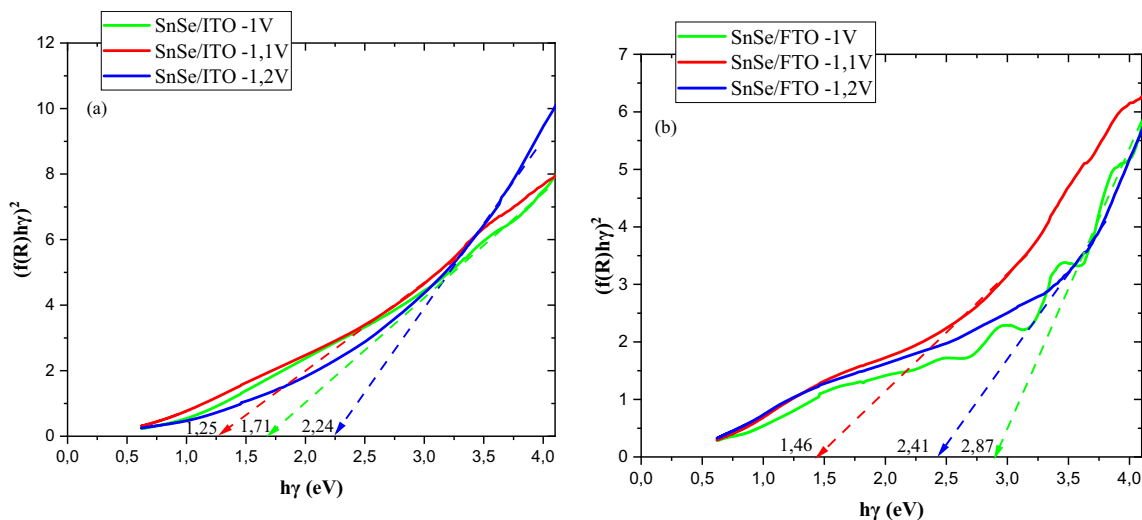 SnSe/ITO -1V
SnSe/ITO -1,1V
SnSe/ITO -1,2V
(a)
(f(R)hγ)²
12
10
8
6
4
2
0
1,25
1,71
2,24
0,0 0,5 1,0 1,5 2,0 2,5 3,0 3,5 4,0
hγ (eV)
SnSe/FTO -1V
SnSe/FTO -1,1V
SnSe/FTO -1,2V
(b)
(f(R)hγ)²
7
6
5
4
3
2
1
0
1,46
2,41
2,87
0,0 0,5 1,0 1,5 2,0 2,5 3,0 3,5 4,0
hγ (eV)